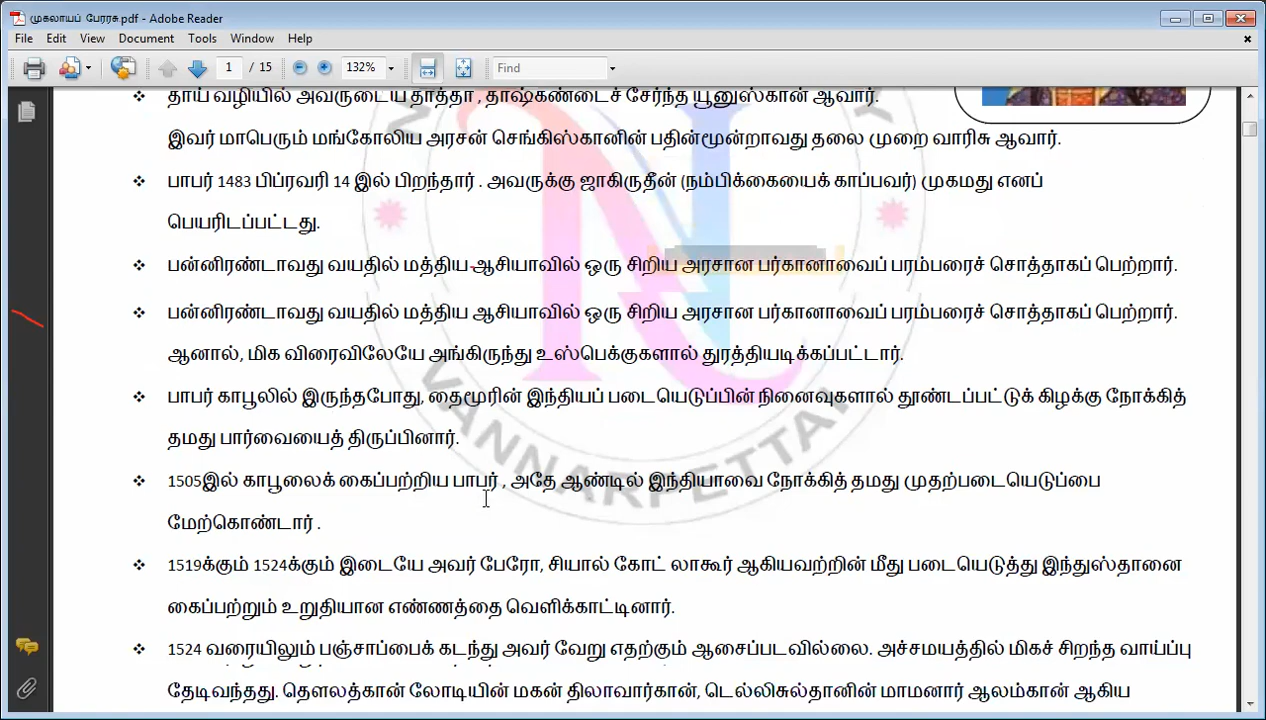 முகலாயப் பேரரசு.pdf - Adobe Reader
File Edit View Document Tools Window Help
1 / 15 132% Find
தாய் வழியில் அவருடைய தாத்தா , தாஷ்கண்டைச் சேர்ந்த யூனுஸ்கான் ஆவார்.
இவர் மாபெரும் மங்கோலிய அரசன் செங்கிஸ்கானின் பதின்மூன்றாவது தலை முறை வாரிசு ஆவார்.
❖ பாபர் 1483 பிப்ரவரி 14 இல் பிறந்தார் . அவருக்கு ஜாகிருதீன் (நம்பிக்கையைக் காப்பவர்) முகமது எனப்
பெயரிடப்பட்டது.
❖ பன்னிரண்டாவது வயதில் மத்திய ஆசியாவில் ஒரு சிறிய அரசான பர்கானாவைப் பரம்பரைச் சொத்தாகப் பெற்றார்.
❖ பன்னிரண்டாவது வயதில் மத்திய ஆசியாவில் ஒரு சிறிய அரசான பர்கானாவைப் பரம்பரைச் சொத்தாகப் பெற்றார்.
ஆனால், மிக விரைவிலேயே அங்கிருந்து உஸ்பெக்குகளால் துரத்தியடிக்கப்பட்டார்.
❖ பாபர் காபூலில் இருந்தபோது, தைமூரின் இந்தியப் படையெடுப்பின் நினைவுகளால் தூண்டப்பட்டுக் கிழக்கு நோக்கித்
தமது பார்வையைத் திருப்பினார்.
❖ 1505இல் காபூலைக் கைப்பற்றிய பாபர் , அதே ஆண்டில் இந்தியாவை நோக்கித் தமது முதற்படையெடுப்பை
மேற்கொண்டார் .
❖ 1519க்கும் 1524க்கும் இடையே அவர் பேரோ, சியால் கோட் லாகூர் ஆகியவற்றின் மீது படையெடுத்து இந்துஸ்தானை
கைப்பற்றும் உறுதியான எண்ணத்தை வெளிக்காட்டினார்.
❖ 1524 வரையிலும் பஞ்சாப்பைக் கடந்து அவர் வேறு எதற்கும் ஆசைப்படவில்லை. அச்சமயத்தில் மிகச் சிறந்த வாய்ப்பு
தேடிவந்தது. தௌலத்கான் லோடியின் மகன் திலாவார்கான், டெல்லிசுல்தானின் மாமனார் ஆலம்கான் ஆகிய
VANNARPETTAI